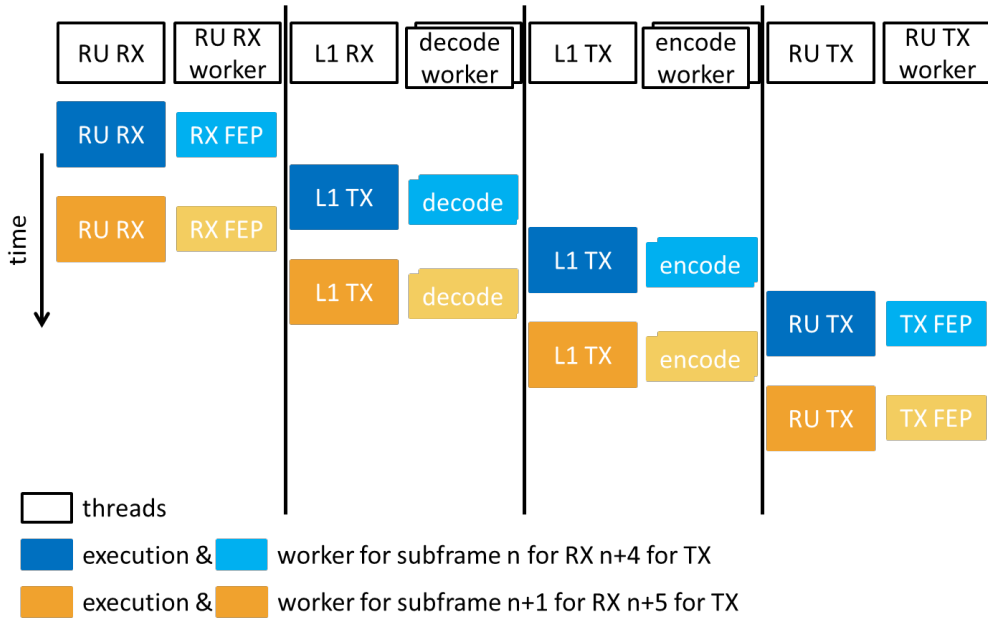 RU RX
RU RX
worker
L1 RX
decode
worker
L1 TX
encode
worker
RU TX
RU TX
worker
RU RX
RX FEP
L1 TX
decode
RU RX
RX FEP
L1 TX
encode
L1 TX
decode
RU TX
TX FEP
L1 TX
encode
RU TX
TX FEP
time
threads
execution & worker for subframe n for RX n+4 for TX
execution & worker for subframe n+1 for RX n+5 for TX